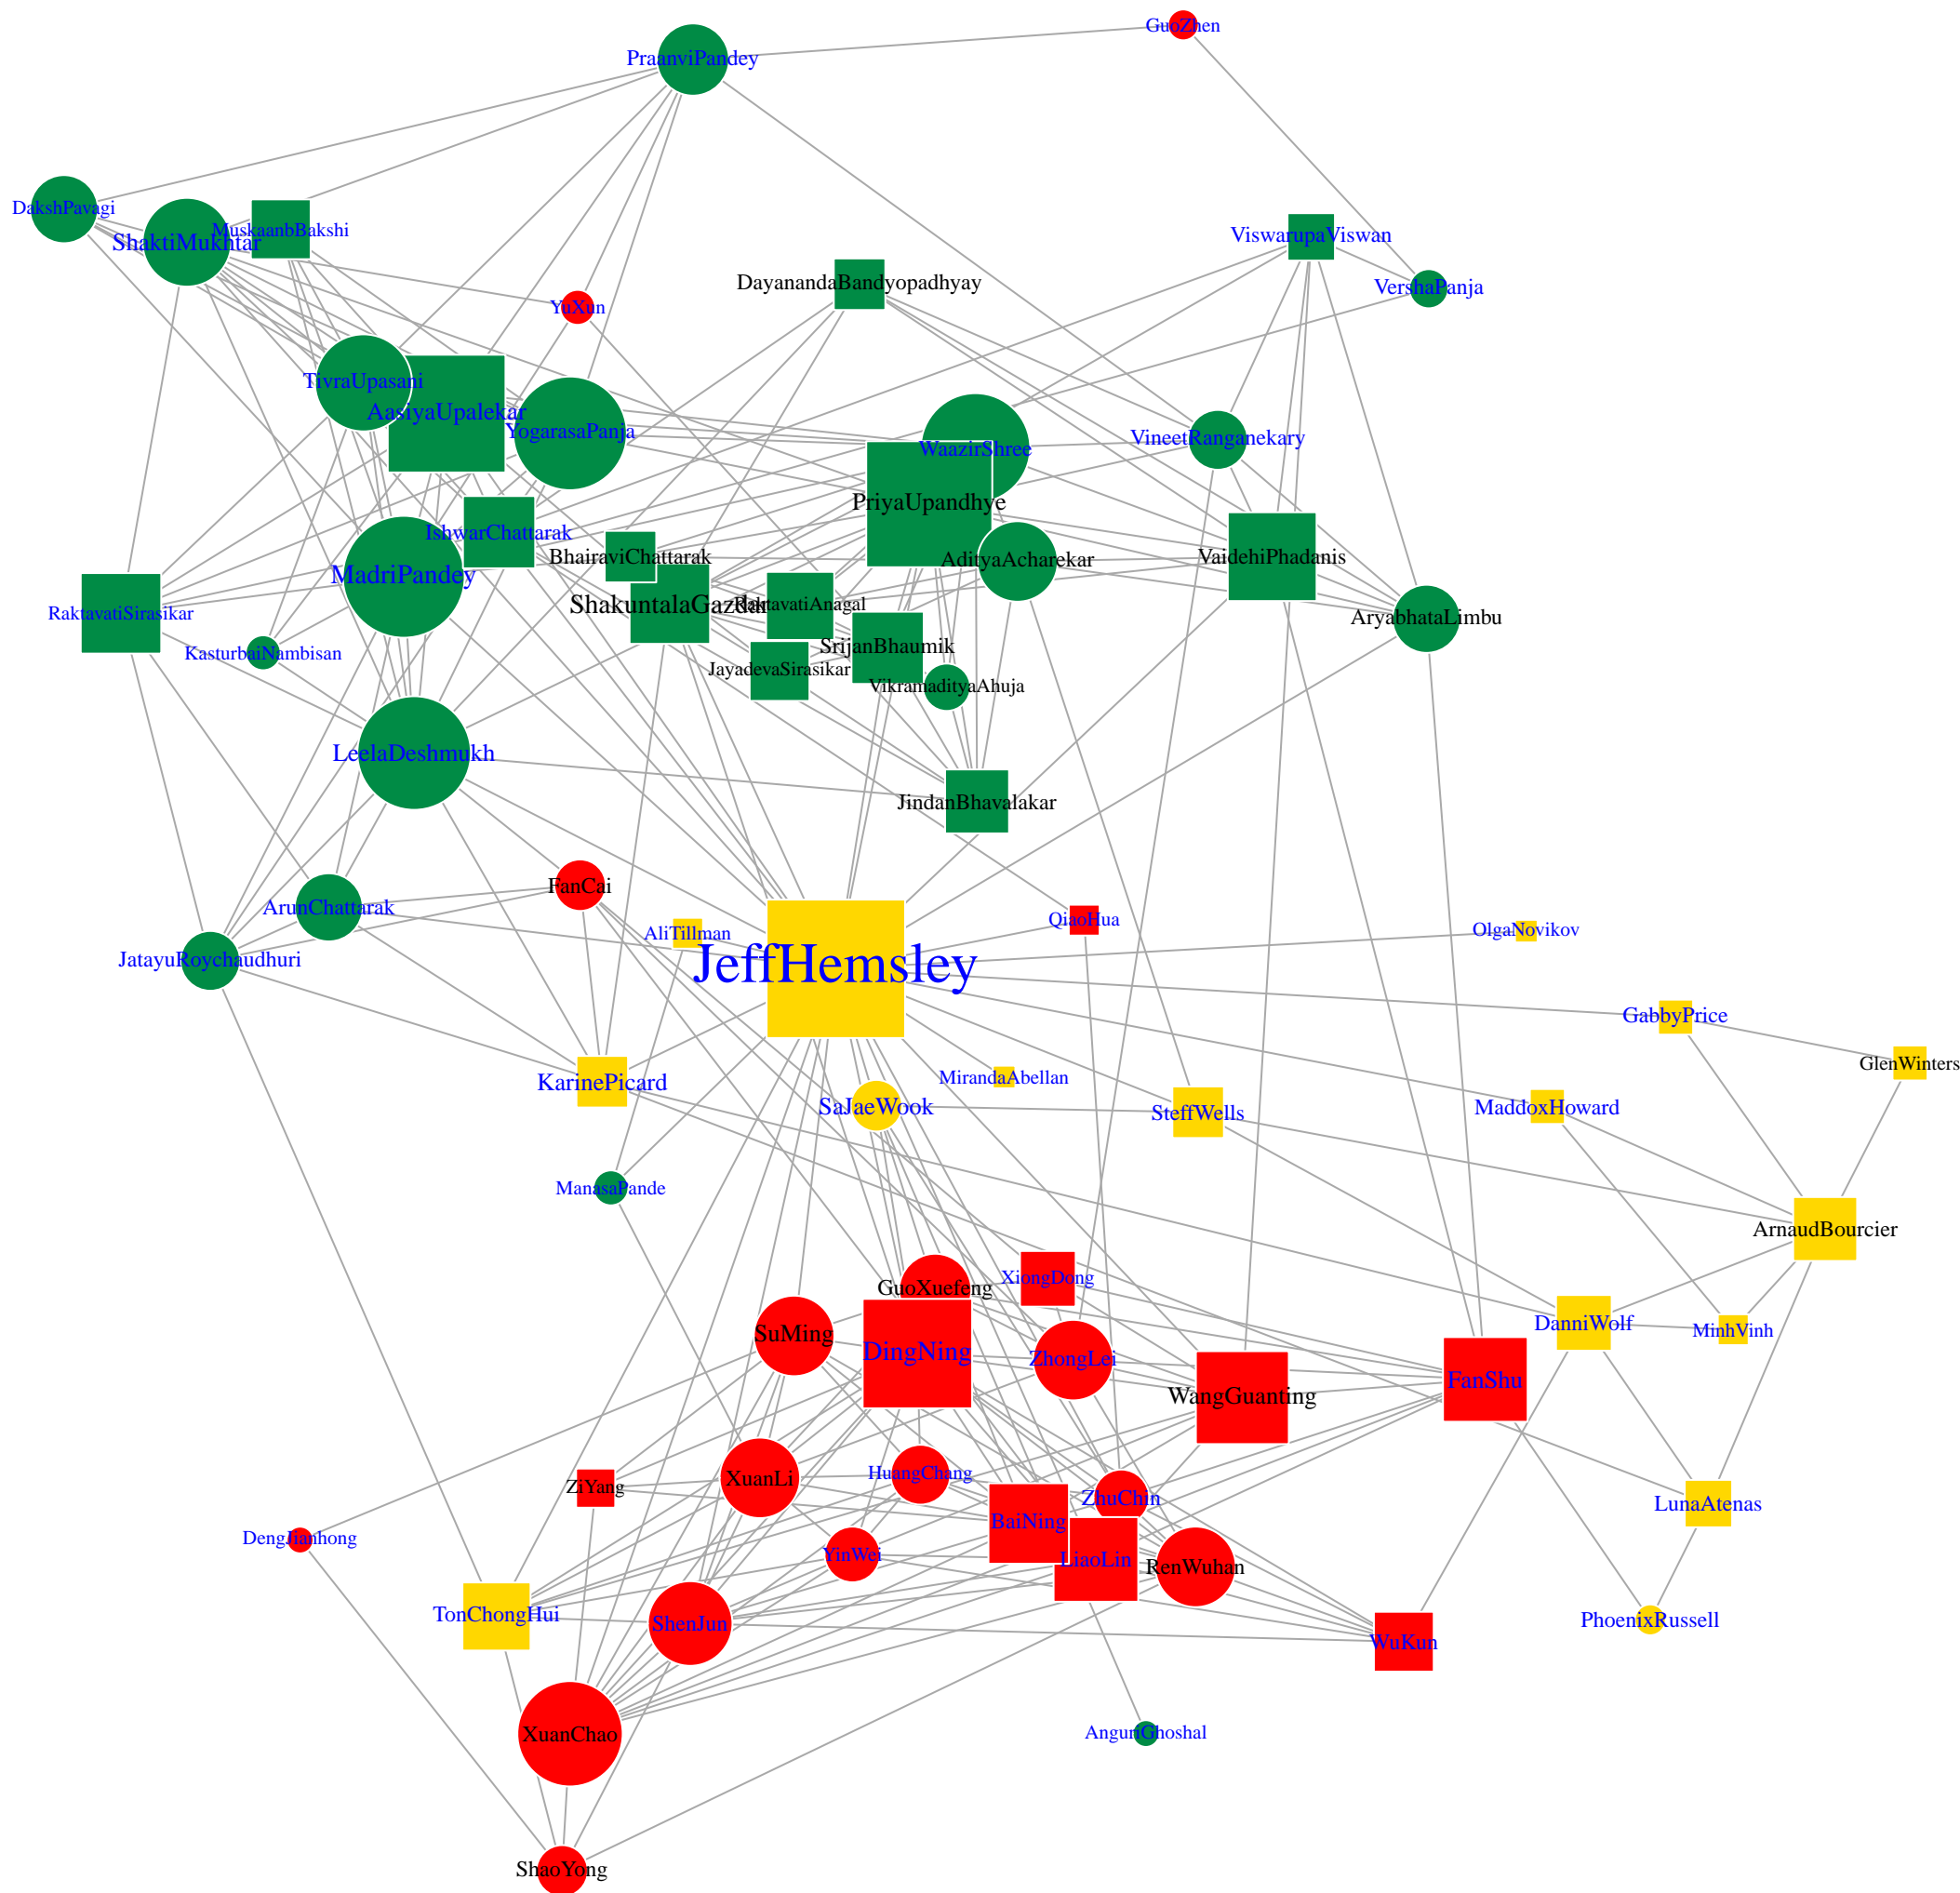 GuoZhen
PraanviPandey
DakshPavagi
MuskaanbBakshi
ShaktiMukhtar
ViswarupaViswan
DayanandaBandyopadhyay
VershaPanja
YuXun
TivraUpasani
AasiyaUpalekar
YogarasaPanja
VineetRanganekary
WaazirShree
PriyaUpandhye
IshwarChattarak
BhairaviChattarak
AdityaAcharekar
VaidehiPhadanis
MadriPandey
ShakuntalaGazdar
RaktavatiAnagal
RaktavatiSirasikar
AryabhataLimbu
SrijanBhaumik
KasturbaiNambisan
JayadevaSirasikar
VikramadityaAhuja
LeelaDeshmukh
JindanBhavalakar
FanCai
ArunChattarak
QiaoHua
OlgaNovikov
AliTillman
JatayuRoychaudhuri
JeffHemsley
GabbyPrice
GlenWinters
MirandaAbellan
KarinePicard
SaJaeWook
SteffWells
MaddoxHoward
ManasaPande
ArnaudBourcier
XiongDong
GuoXuefeng
DanniWolf
MinhVinh
SuMing
DingNing
ZhongLei
FanShu
WangGuanting
HuangChang
XuanLi
ZiYang
ZhuChin
LunaAtenas
BaiNing
DengJianhong
YinWei
LiaoLin
RenWuhan
TonChongHui
ShenJun
PhoenixRussell
WuKun
XuanChao
AnguriGhoshal
ShaoYong